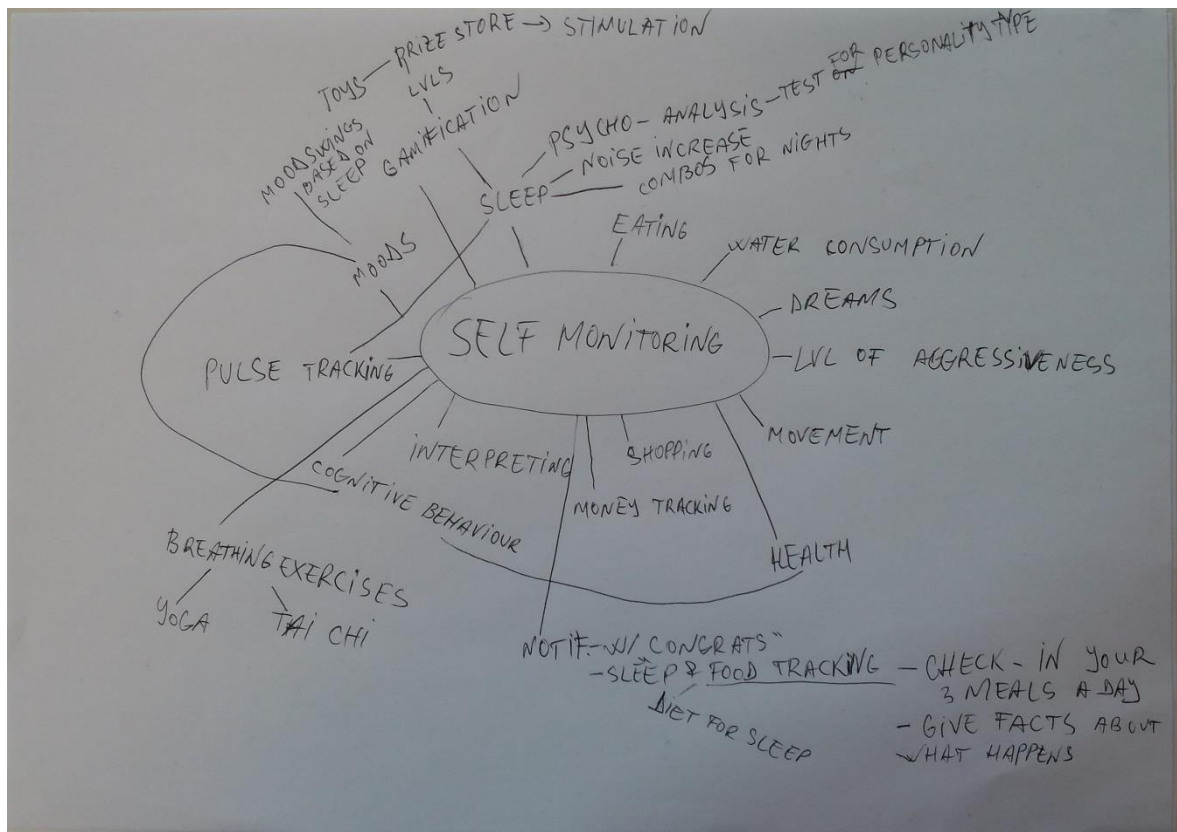 PRIZE STORE → STIMULATION
TOYS
LVLS
GAMIFICATION
MOODSWINGS
BASED ON
SLEEP
PSYCHO-ANALYSIS-TEST FOR PERSONALITY TYPE
NOISE INCREASE
COMBOS FOR NIGHTS
SLEEP
EATING
WATER CONSUMPTION
MOODS
DREAMS
SELF MONITORING
LVL OF AGGRESSIVENESS
PULSE TRACKING
MOVEMENT
INTERPRETING
SHOPPING
COGNITIVE BEHAVIOUR
MONEY TRACKING
HEALTH
BREATHING EXERCISES
YOGA
TAI CHI
NOTIF.-W/ "CONGRATS"
-SLEEP & FOOD TRACKING
DIET FOR SLEEP
- CHECK-IN YOUR
3 MEALS A DAY
- GIVE FACTS ABOUT
WHAT HAPPENS